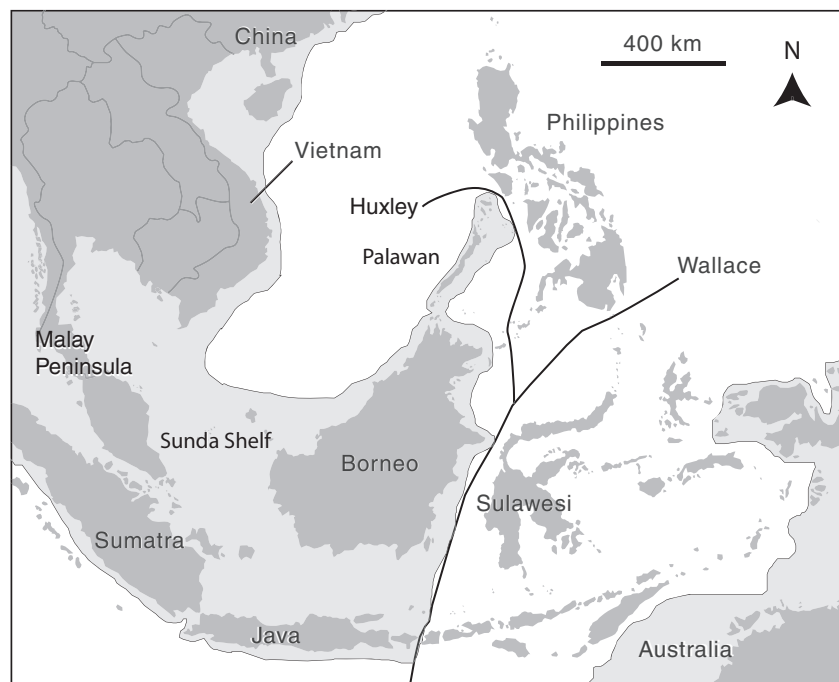 China
400 km
N
Philippines
Vietnam
Huxley
Palawan
Wallace
Malay
Peninsula
Sunda Shelf
Borneo
Sulawesi
Sumatra
Java
Australia